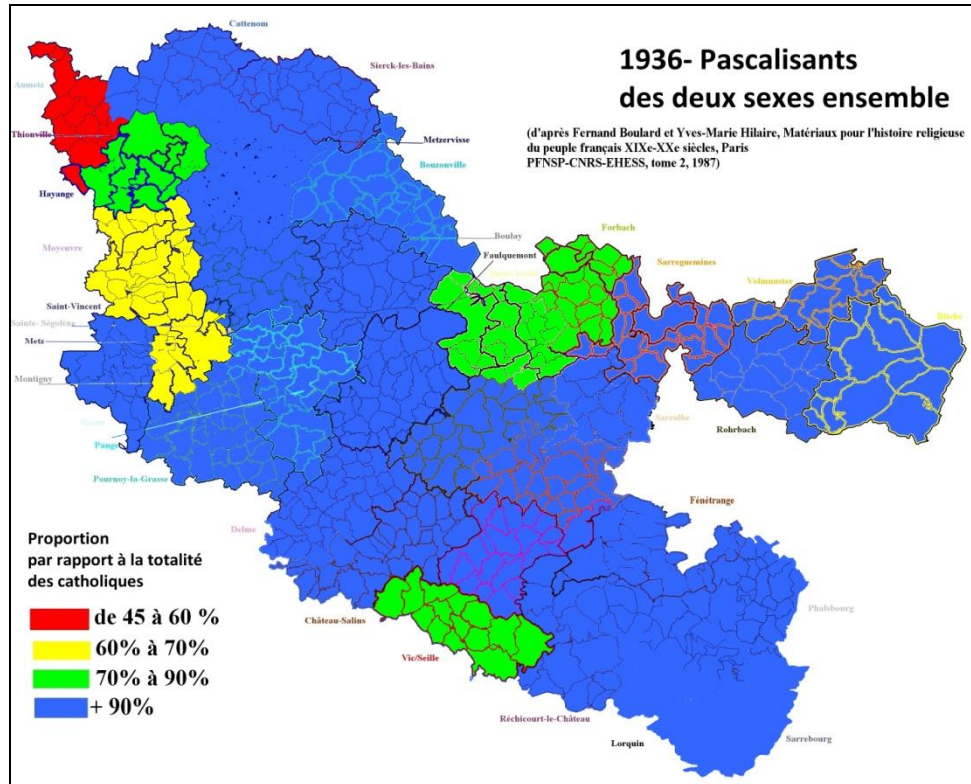 Cattenom
Sierck-les-Bains
1936- Pascalisants
des deux sexes ensemble
(d'après Fernand Boulard et Yves-Marie Hilaire, Matériaux pour l'histoire religieuse
du peuple français XIXe-XXe siècles, Paris
PFNSP-CNRS-EHESS, tome 2, 1987)
Aumetz
Thionville
Metzervisse
Bouzonville
Hayange
Moyeuvre
Boulay
Forbach
Faulquemont
Sarreguemines
Volmunster
Bitche
Saint-Vincent
Sainte- Ségolène
Metz
Montigny
Sarralbe
Rohrbach
Pange
Pournoy-la-Grasse
Fénétrange
Delme
Proportion
par rapport à la totalité
des catholiques
de 45 à 60 %
60% à 70%
70% à 90%
+ 90%
Château-Salins
Phalsbourg
Vic/Seille
Réchicourt-le-Château
Lorquin
Sarrebourg